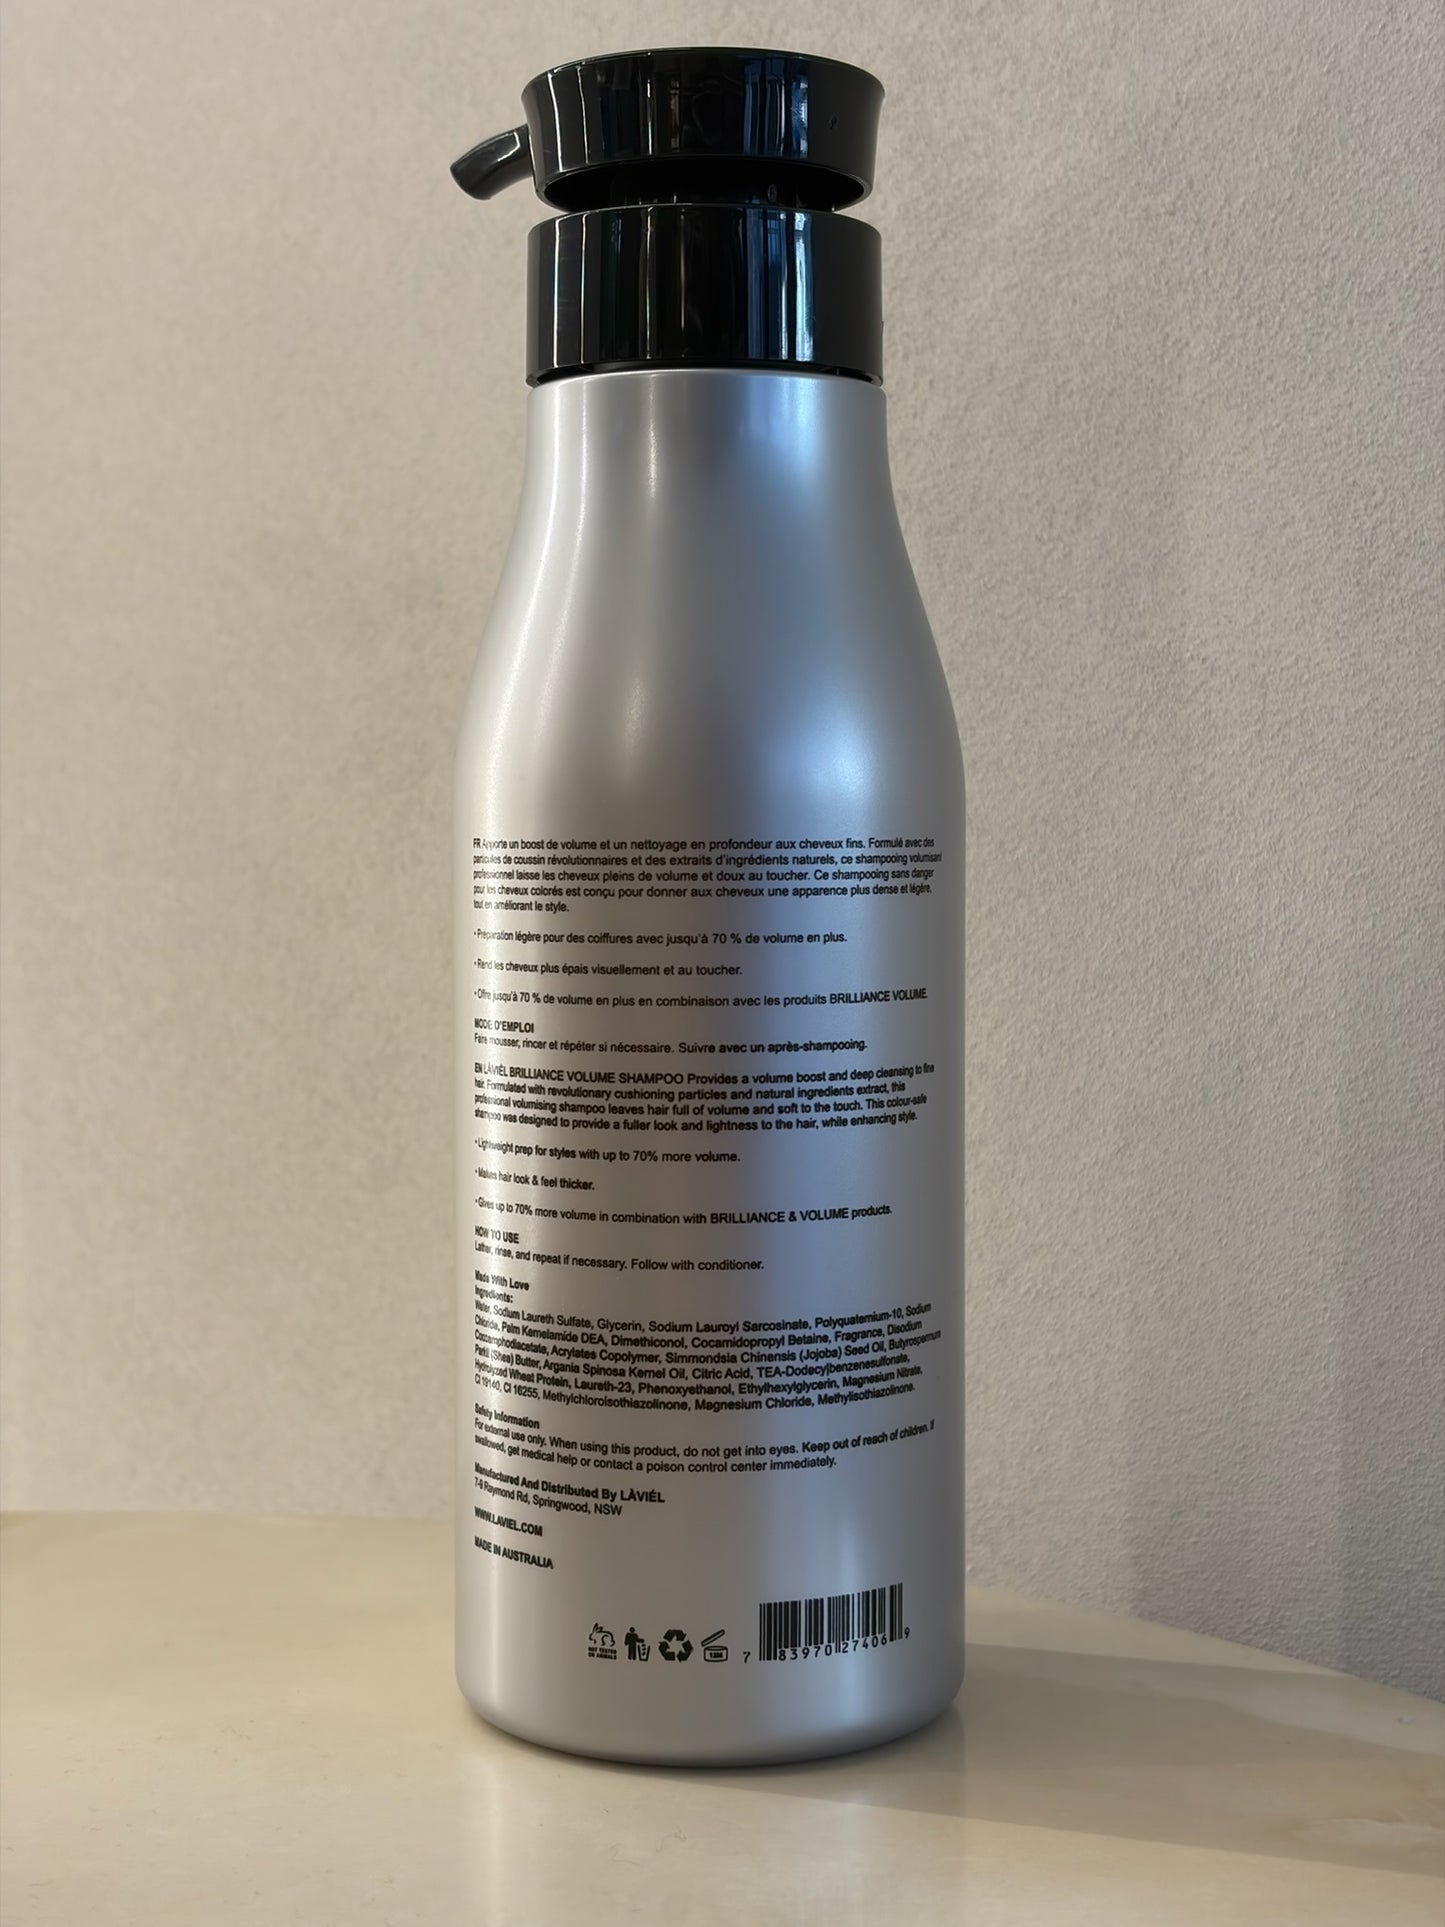 FR Apporte un boost de volume et un nettoyage en profondeur aux cheveux fins. Formulé avec des
particules de coussin révolutionnaires et des extraits d'ingrédients naturels, ce shampooing volumisant
professionnel laisse les cheveux pleins de volume et doux au toucher. Ce shampooing sans danger
pour les cheveux colorés est conçu pour donner aux cheveux une apparence plus dense et légère,
tout en améliorant le style.
• Préparation légère pour des coiffures avec jusqu'à 70 % de volume en plus.
• Rend les cheveux plus épais visuellement et au toucher.
• Offre jusqu'à 70 % de volume en plus en combinaison avec les produits BRILLIANCE VOLUME.
MODE D'EMPLOI
Faire mousser, rincer et répéter si nécessaire. Suivre avec un après-shampooing.
EN LÀVIÉL BRILLIANCE VOLUME SHAMPOO Provides a volume boost and deep cleansing to fine
hair. Formulated with revolutionary cushioning particles and natural ingredients extract, this
professional volumising shampoo leaves hair full of volume and soft to the touch. This colour-safe
shampoo was designed to provide a fuller look and lightness to the hair, while enhancing style.
• Lightweight prep for styles with up to 70% more volume.
• Makes hair look & feel thicker.
• Gives up to 70% more volume in combination with BRILLIANCE & VOLUME products.
HOW TO USE
Lather, rinse, and repeat if necessary. Follow with conditioner.
Made With Love
Ingredients:
Water, Sodium Laureth Sulfate, Glycerin, Sodium Lauroyl Sarcosinate, Polyquaternium-10, Sodium
Chloride, Palm Kernelamide DEA, Dimethiconol, Cocamidopropyl Betaine, Fragrance, Disodium
Cocoamphodiacetate, Acrylates Copolymer, Simmondsia Chinensis (Jojoba) Seed Oil, Butyrospermum
Parkii (Shea) Butter, Argania Spinosa Kernel Oil, Citric Acid, TEA-Dodecylbenzenesulfonate,
Hydrolyzed Wheat Protein, Laureth-23, Phenoxyethanol, Ethylhexylglycerin, Magnesium Nitrate,
CI 19140, CI 16255, Methylchloroisothiazolinone, Magnesium Chloride, Methylisothiazolinone.
Safety Information
For external use only. When using this product, do not get into eyes. Keep out of reach of children. If
swallowed, get medical help or contact a poison control center immediately.
Manufactured And Distributed By LÀVIÉL
7-9 Raymond Rd, Springwood, NSW
WWW.LAVIEL.COM
MADE IN AUSTRALIA
NOT TESTED
ON ANIMALS
12M
7 83970 27406 9